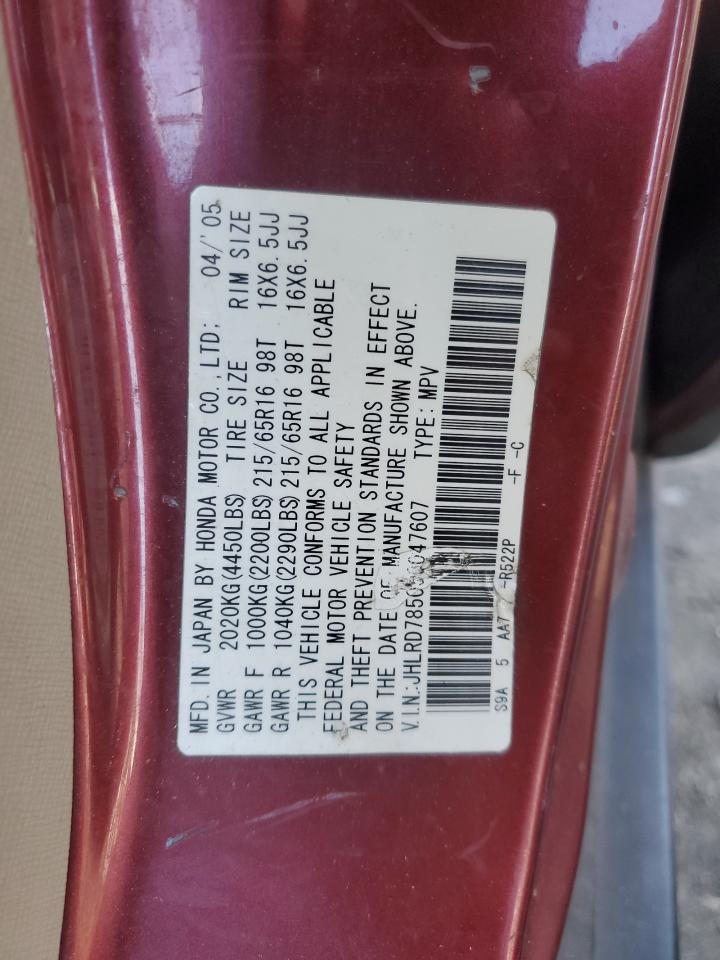 MFD. IN JAPAN BY HONDA MOTOR CO., LTD; 04/'05
GVWR 2020KG(4450LBS) TIRE SIZE RIM SIZE
GAWR F 1000KG(2200LBS) 215/65R16 98T 16X6.5JJ
GAWR R 1040KG(2290LBS) 215/65R16 98T 16X6.5JJ
THIS VEHICLE CONFORMS TO ALL APPLICABLE
FEDERAL MOTOR VEHICLE SAFETY
AND THEFT PREVENTION STANDARDS IN EFFECT
ON THE DATE OF MANUFACTURE SHOWN ABOVE.
V.I.N.: TYPE: MPV
S9A 5 AA7 -R522P -F -C